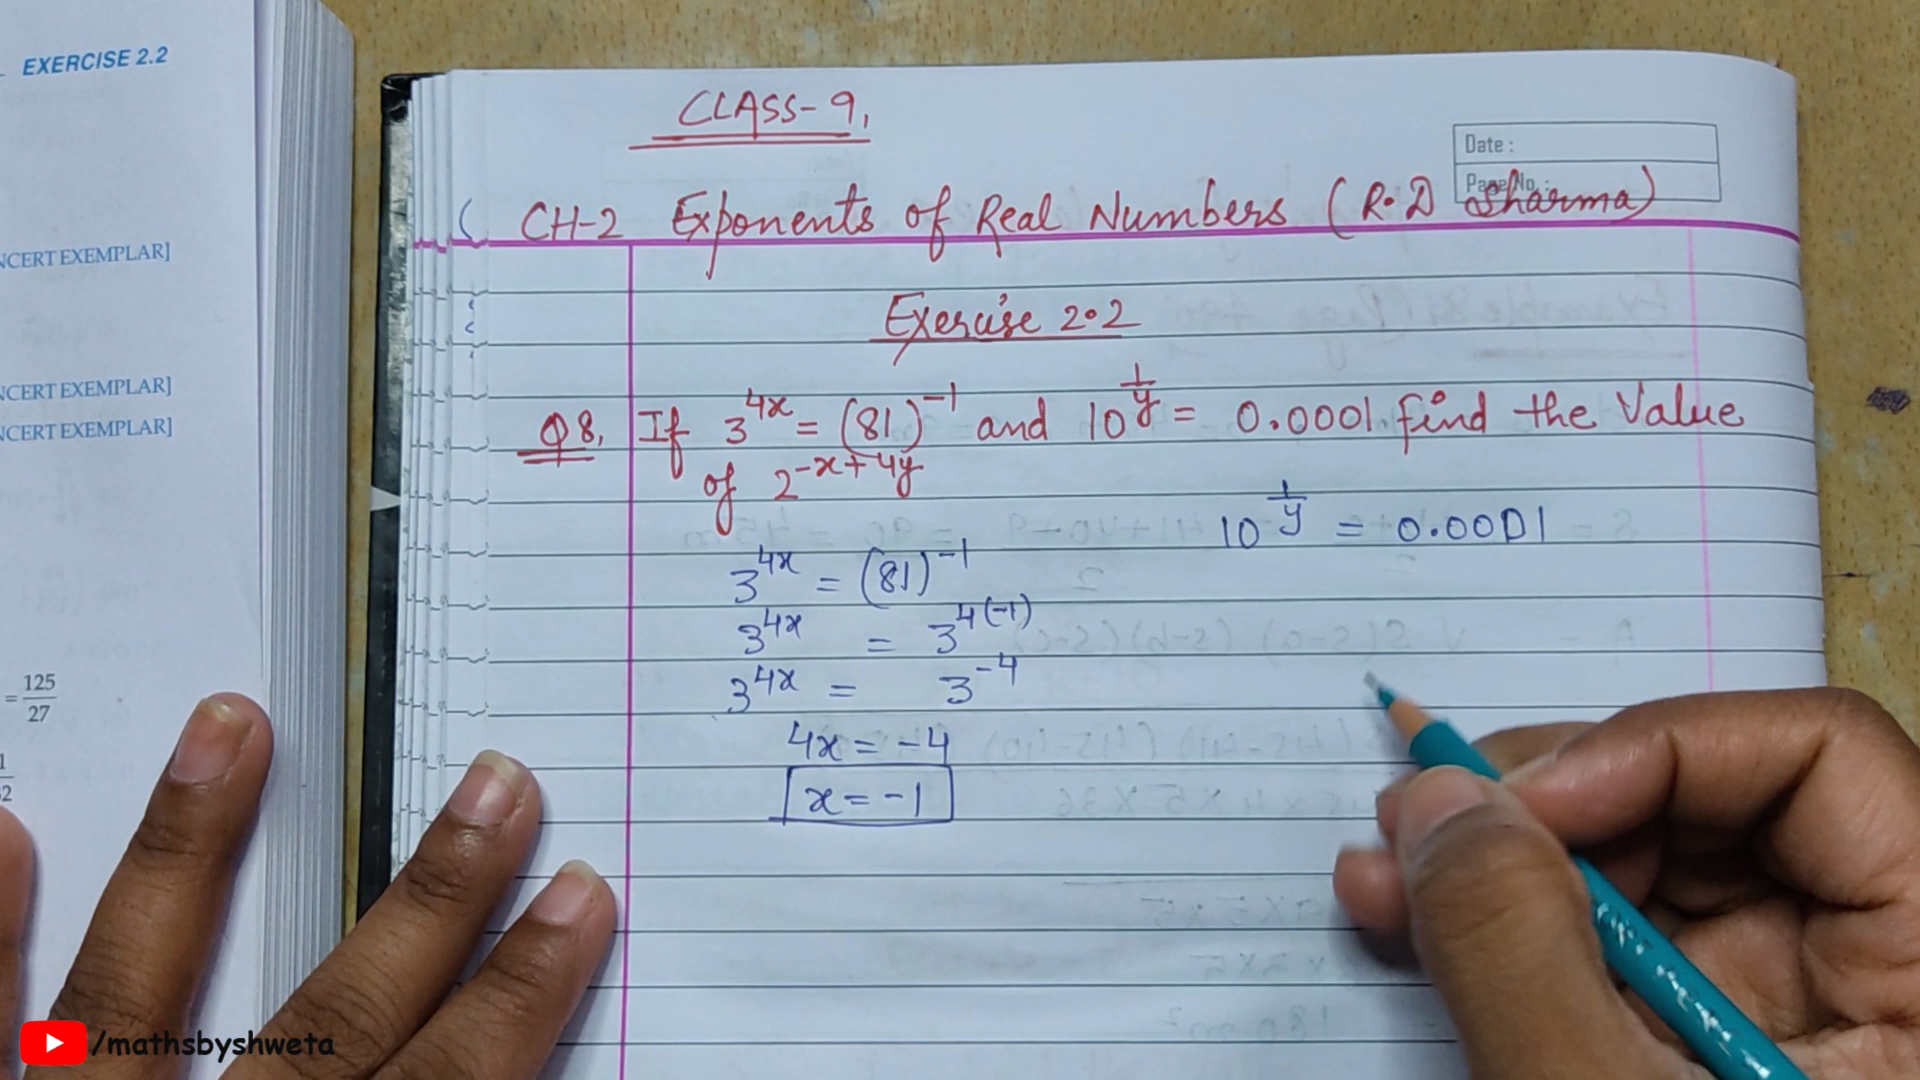 EXERCISE 2.2
NCERT EXEMPLAR]
NCERT EXEMPLAR]
NCERT EXEMPLAR]
= 125/27
CLASS-9,
Date :
Page No. :
CH-2 Exponents of Real Numbers (R.D Sharma)
Exercise 2.2
Q8, If 3^{4x} = (81)^{-1} and 10^{1/y} = 0.0001. find the Value
of 2^{-x+4y}
10^{1/y} = 0.0001
3^{4x} = (81)^{-1}
3^{4x} = 3^{4(-1)}
3^{4x} = 3^{-4}
4x = -4
x = -1
/mathsbyshweta